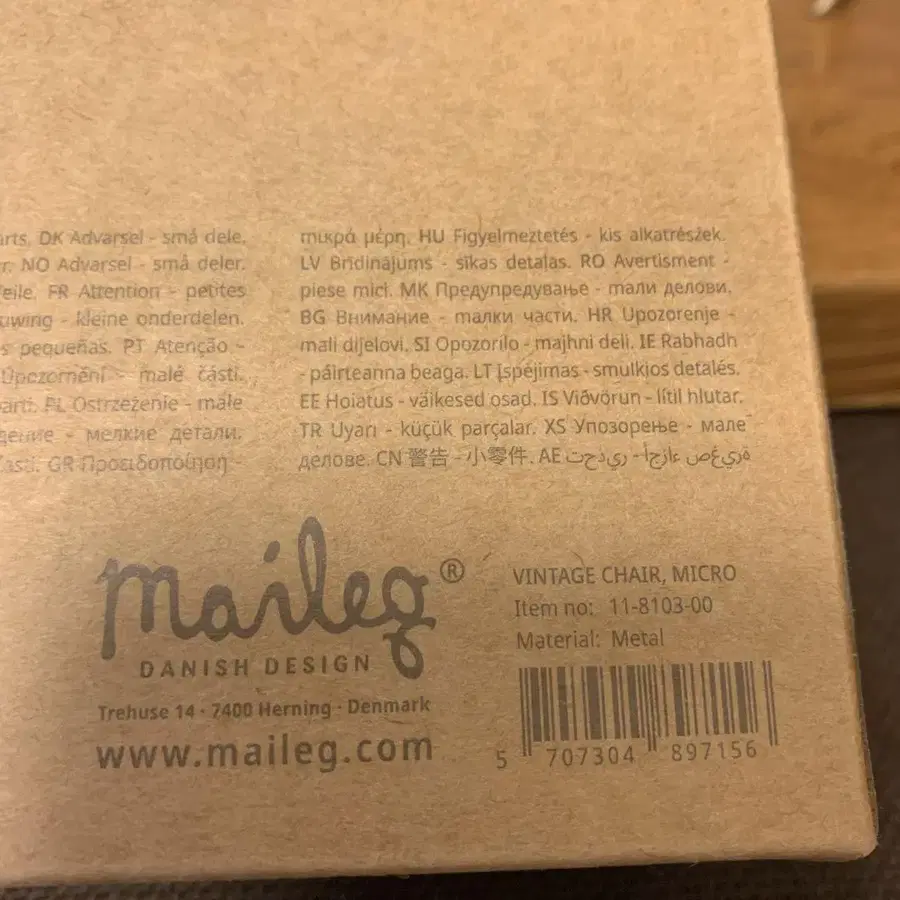 arts. DK Advarsel - små dele.
r. NO Advarsel - små deler.
eile. FR Attention - petites
uwing - kleine onderdelen.
s pequeñas. PT Atenção -
Upozornění - malé části.
parti. PL Ostrzeżenie - małe
дение - мелкие детали.
časti. GR Προειδοποίηση -
mικρά μέρη. HU Figyelmeztetés - kis alkatrészek.
LV Brīdinājums - sīkas detaļas. RO Avertisment -
piese mici. MK Предупредување - мали делови.
BG Внимание - малки части. HR Upozorenje -
mali dijelovi. SI Opozorilo - majhni deli. IE Rabhadh
- páirteanna beaga. LT Įspėjimas - smulkios detalės.
EE Hoiatus - väikesed osad. IS Viðvörun - lítil hlutar.
TR Uyarı - küçük parçalar. XS Упозорење - мале
делове. CN 警告 - 小零件. AE
maileg®
DANISH DESIGN
Trehuse 14 · 7400 Herning · Denmark
www.maileg.com
VINTAGE CHAIR, MICRO
Item no: 11-8103-00
Material: Metal
5 707304 897156